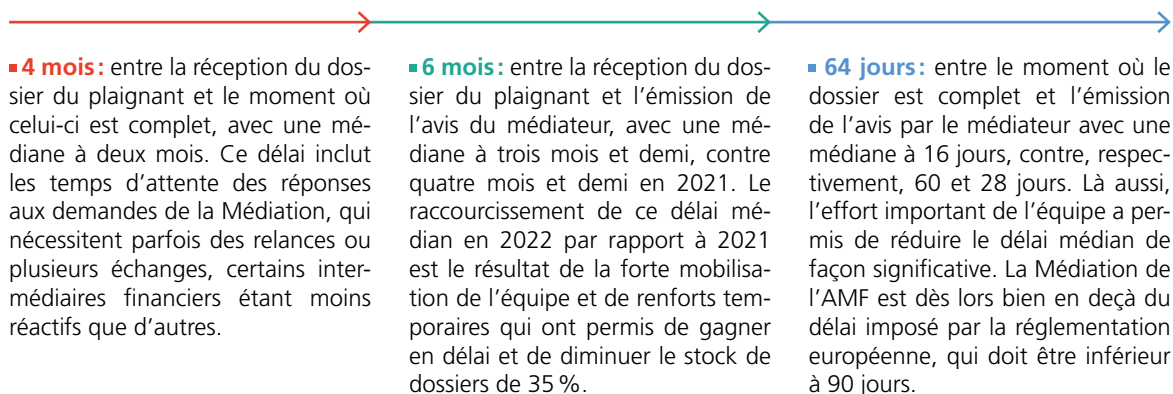 ▪ 4 mois : entre la réception du dos-
sier du plaignant et le moment où
celui-ci est complet, avec une mé-
diane à deux mois. Ce délai inclut
les temps d'attente des réponses
aux demandes de la Médiation, qui
nécessitent parfois des relances ou
plusieurs échanges, certains inter-
médiaires financiers étant moins
réactifs que d'autres.
▪ 6 mois : entre la réception du dos-
sier du plaignant et l'émission de
l'avis du médiateur, avec une mé-
diane à trois mois et demi, contre
quatre mois et demi en 2021. Le
raccourcissement de ce délai mé-
dian en 2022 par rapport à 2021
est le résultat de la forte mobilisa-
tion de l'équipe et de renforts tem-
poraires qui ont permis de gagner
en délai et de diminuer le stock de
dossiers de 35 %.
▪ 64 jours : entre le moment où le
dossier est complet et l'émission
de l'avis par le médiateur avec une
médiane à 16 jours, contre, respec-
tivement, 60 et 28 jours. Là aussi,
l'effort important de l'équipe a per-
mis de réduire le délai médian de
façon significative. La Médiation de
l'AMF est dès lors bien en deçà du
délai imposé par la réglementation
européenne, qui doit être inférieur
à 90 jours.